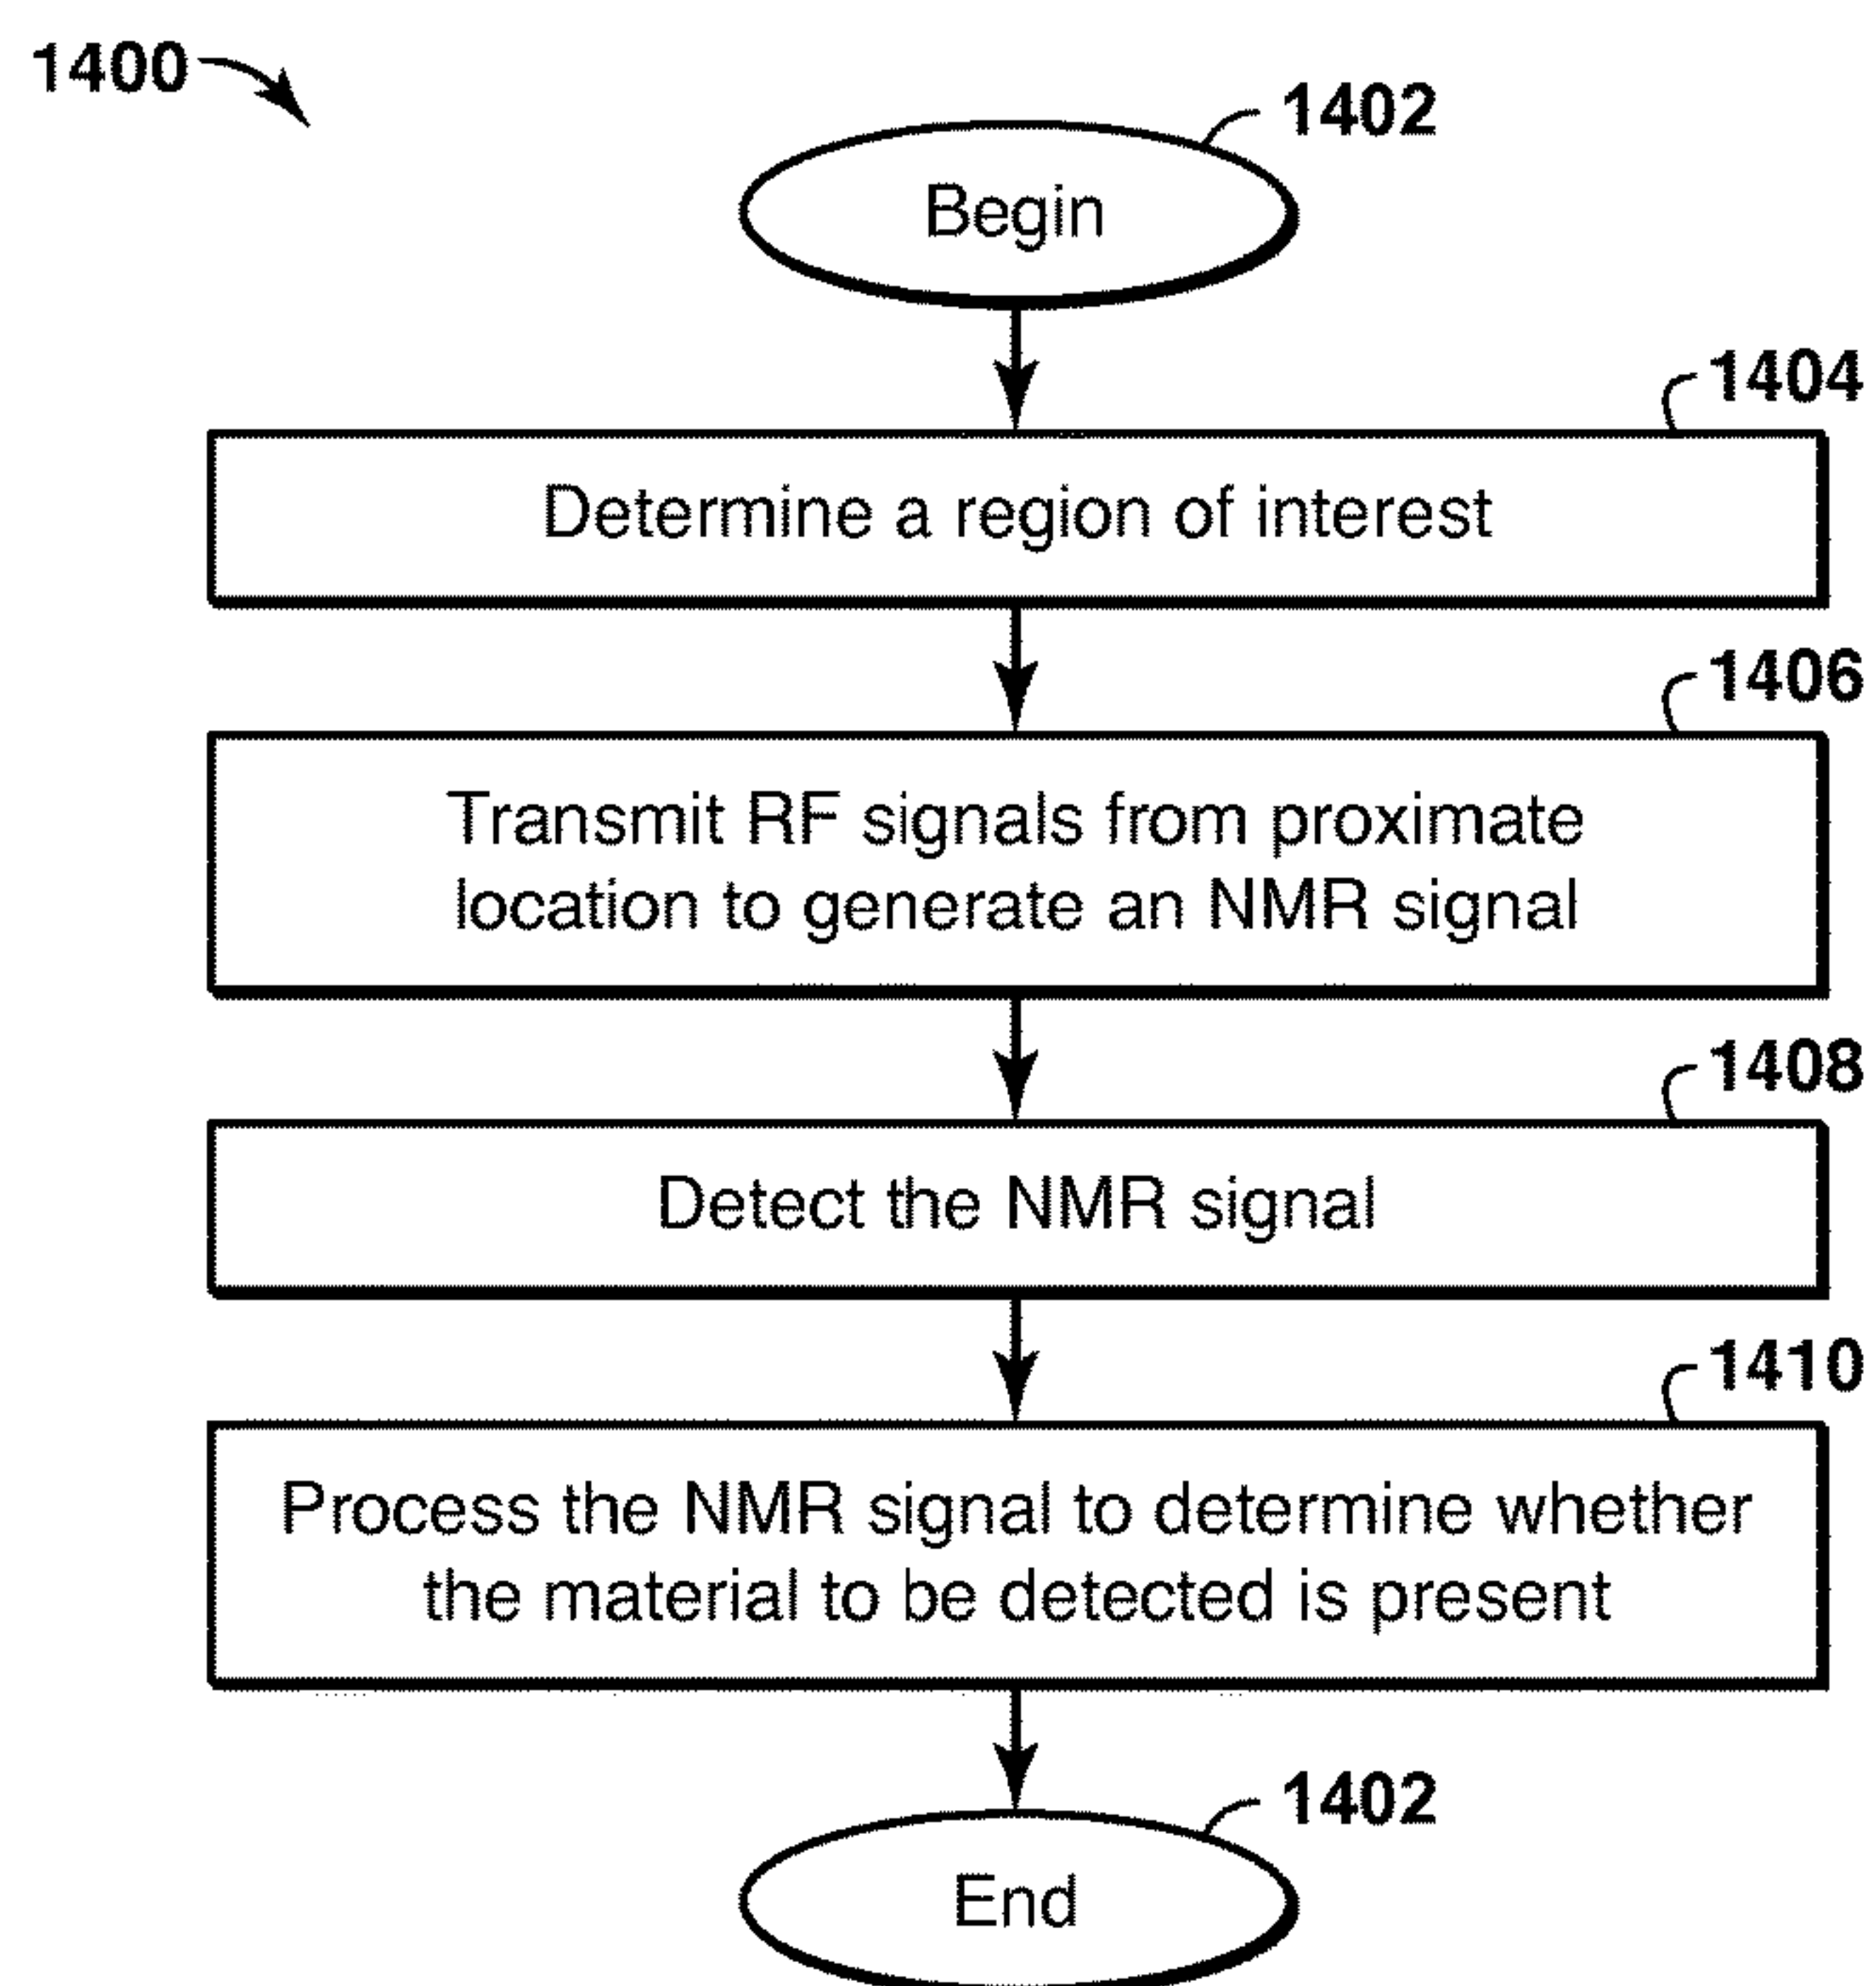 1400
1402
Begin
1404
Determine a region of interest
1406
Transmit RF signals from proximate
location to generate an NMR signal
1408
Detect the NMR signal
1410
Process the NMR signal to determine whether
the material to be detected is present
1402
End